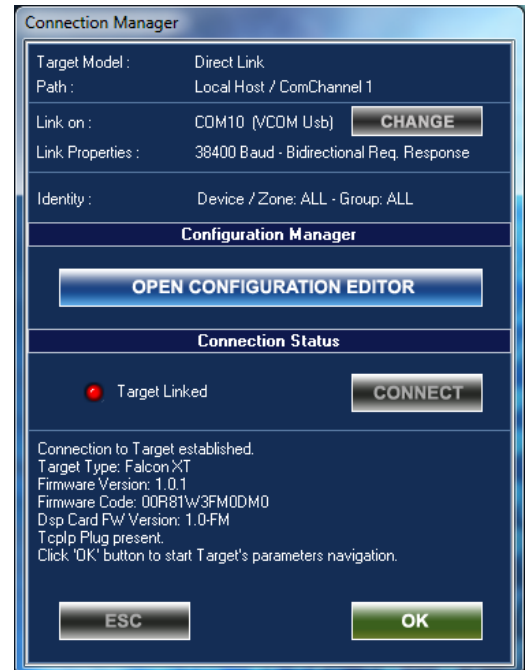 Connection Manager
Target Model : Direct Link
Path : Local Host / ComChannel 1
Link on : COM10 (VCOM Usb) CHANGE
Link Properties : 38400 Baud - Bidirectional Req. Response
Identity : Device / Zone: ALL - Group: ALL
Configuration Manager
OPEN CONFIGURATION EDITOR
Connection Status
Target Linked CONNECT
Connection to Target established.
Target Type: Falcon XT
Firmware Version: 1.0.1
Firmware Code: 00R81W3FM0DM0
Dsp Card FW Version: 1.0-FM
TcpIp Plug present.
Click 'OK' button to start Target's parameters navigation.
ESC OK